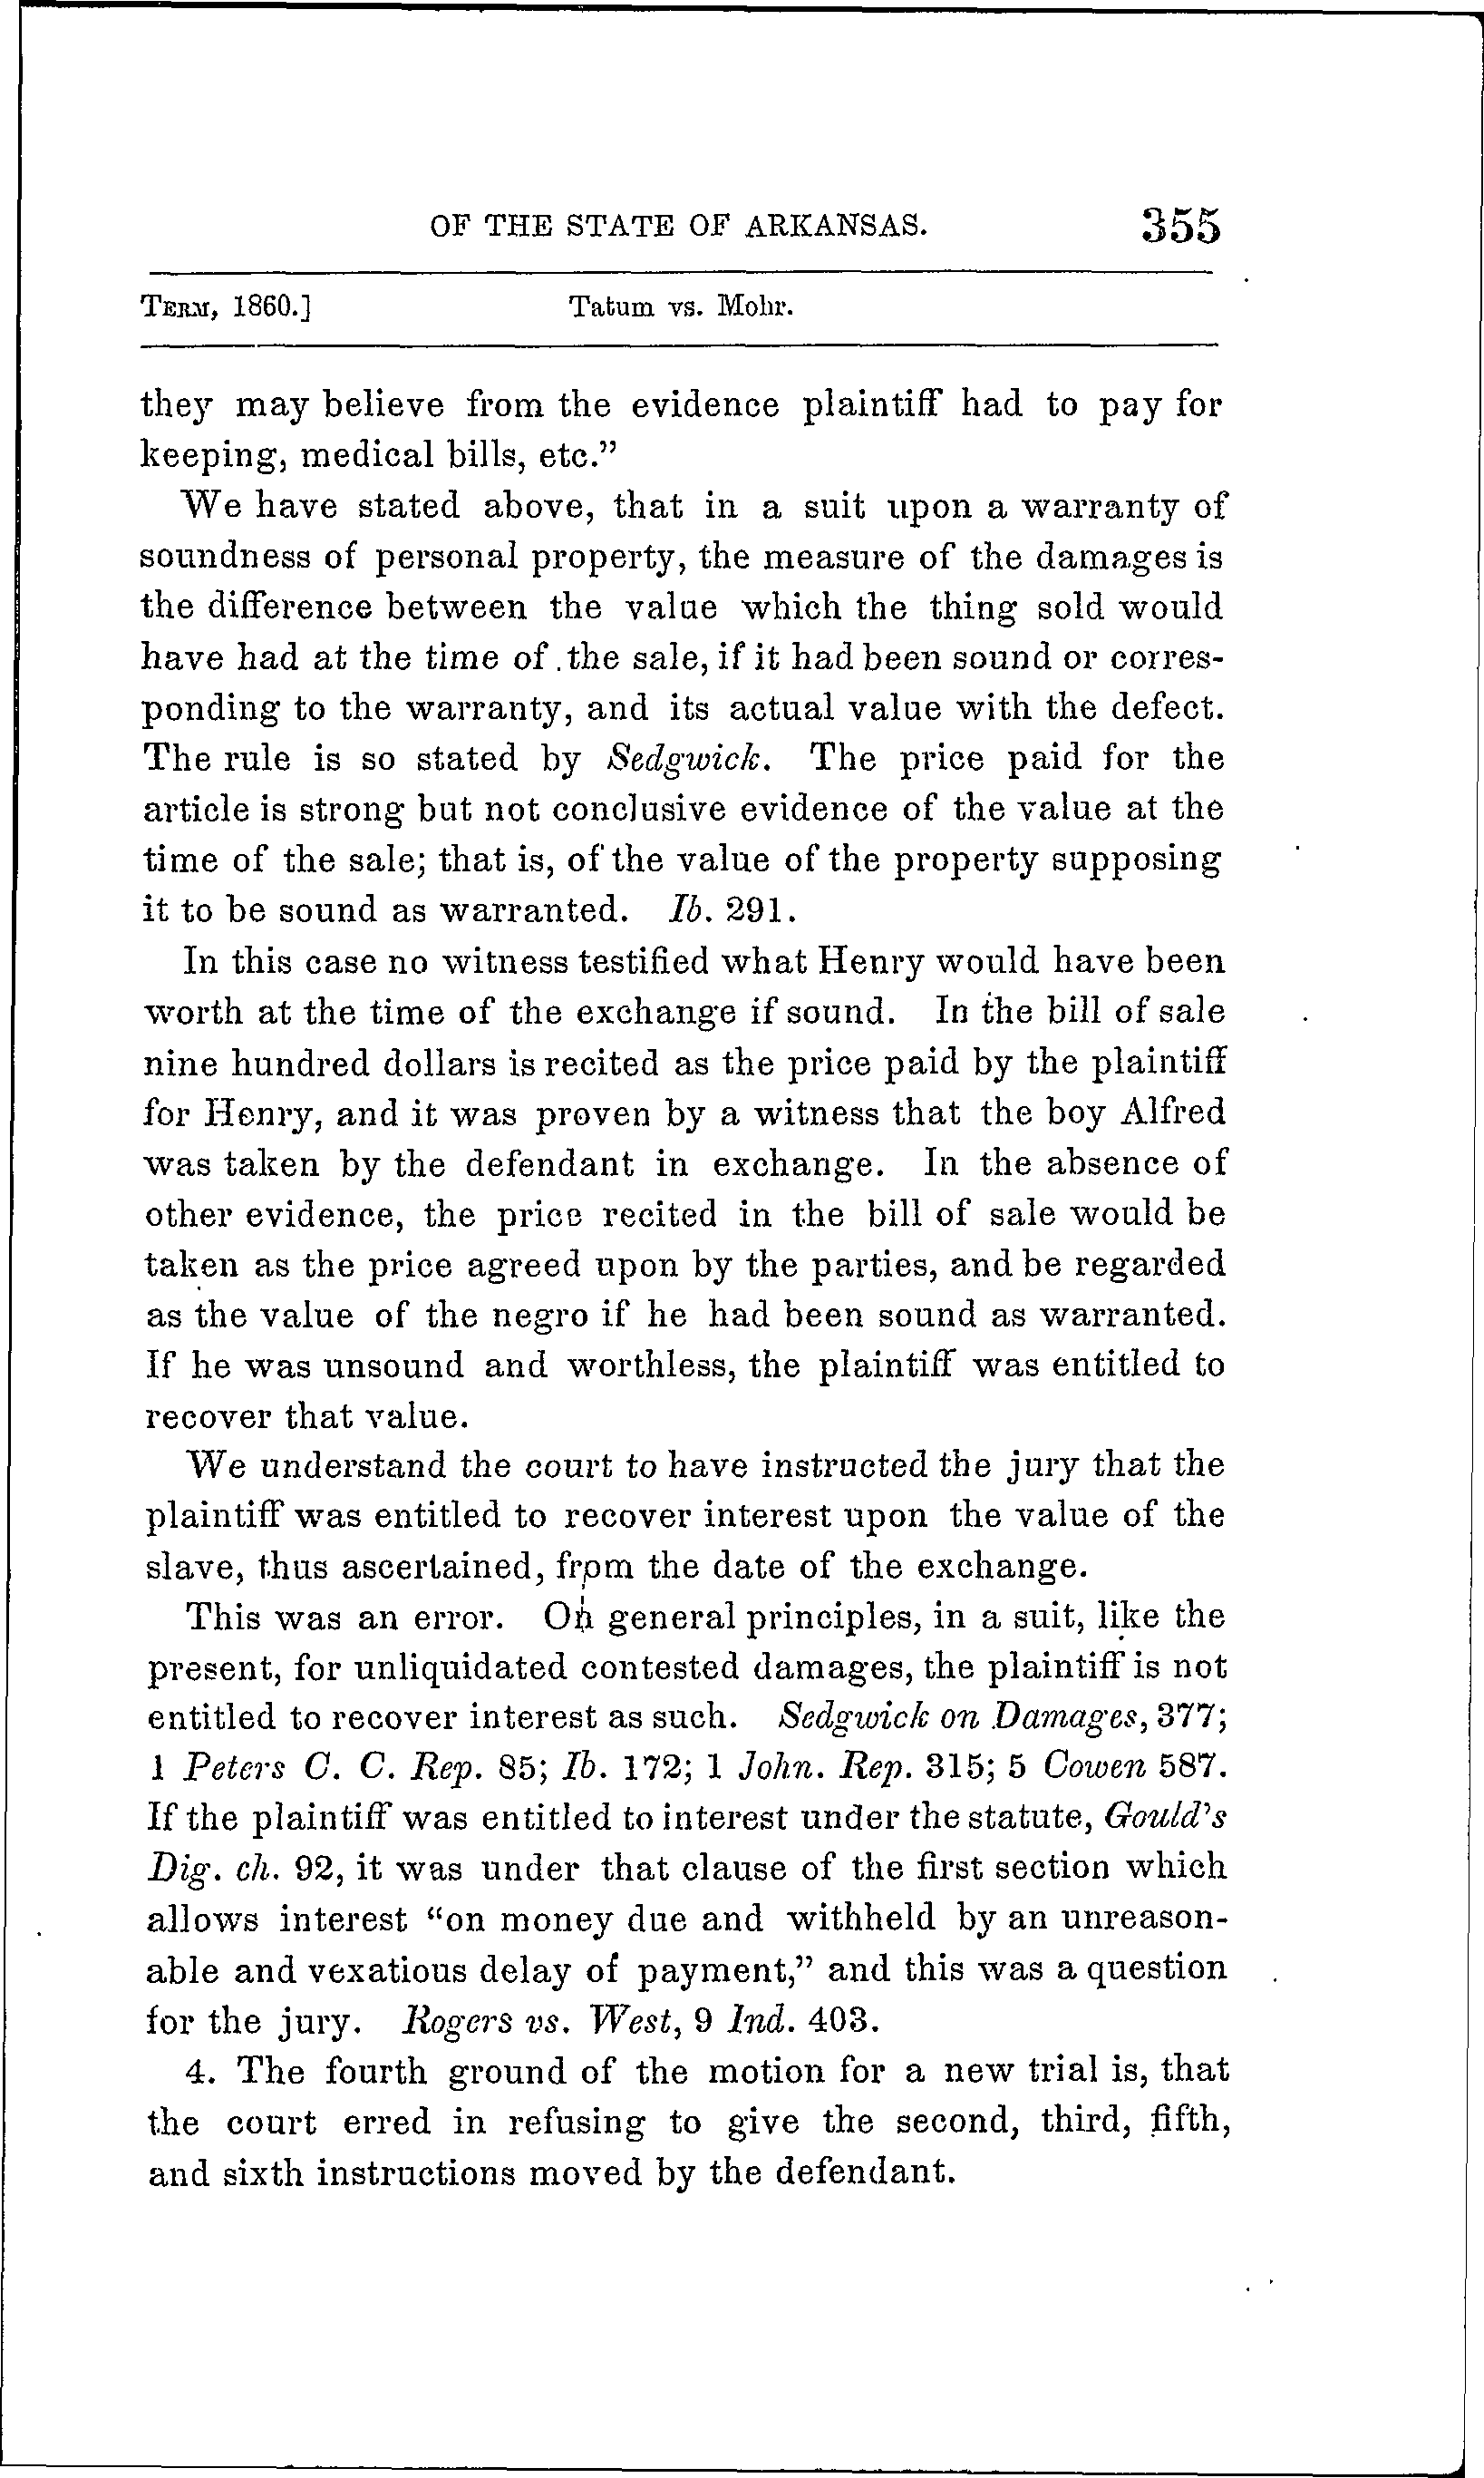 OF THE STATE OF ARKANSAS. 355
TERM, 1860.] Tatum vs. Mohr.
they may believe from the evidence plaintiff had to pay for
keeping, medical bills, etc.”
We have stated above, that in a suit upon a warranty of
soundness of personal property, the measure of the damages is
the difference between the value which the thing sold would
have had at the time of the sale, if it had been sound or corres-
ponding to the warranty, and its actual value with the defect.
The rule is so stated by Sedgwick. The price paid for the
article is strong but not conclusive evidence of the value at the
time of the sale; that is, of the value of the property supposing
it to be sound as warranted. Ib. 291.
In this case no witness testified what Henry would have been
worth at the time of the exchange if sound. In the bill of sale
nine hundred dollars is recited as the price paid by the plaintiff
for Henry, and it was proven by a witness that the boy Alfred
was taken by the defendant in exchange. In the absence of
other evidence, the price recited in the bill of sale would be
taken as the price agreed upon by the parties, and be regarded
as the value of the negro if he had been sound as warranted.
If he was unsound and worthless, the plaintiff was entitled to
recover that value.
We understand the court to have instructed the jury that the
plaintiff was entitled to recover interest upon the value of the
slave, thus ascertained, from the date of the exchange.
This was an error. On general principles, in a suit, like the
present, for unliquidated contested damages, the plaintiff is not
entitled to recover interest as such. Sedgwick on Damages, 377;
1 Peters C. C. Rep. 85; Ib. 172; 1 John. Rep. 315; 5 Cowen 587.
If the plaintiff was entitled to interest under the statute, Gould's
Dig. ch. 92, it was under that clause of the first section which
allows interest “on money due and withheld by an unreason-
able and vexatious delay of payment,” and this was a question
for the jury. Rogers vs. West, 9 Ind. 403.
4. The fourth ground of the motion for a new trial is, that
the court erred in refusing to give the second, third, fifth,
and sixth instructions moved by the defendant.